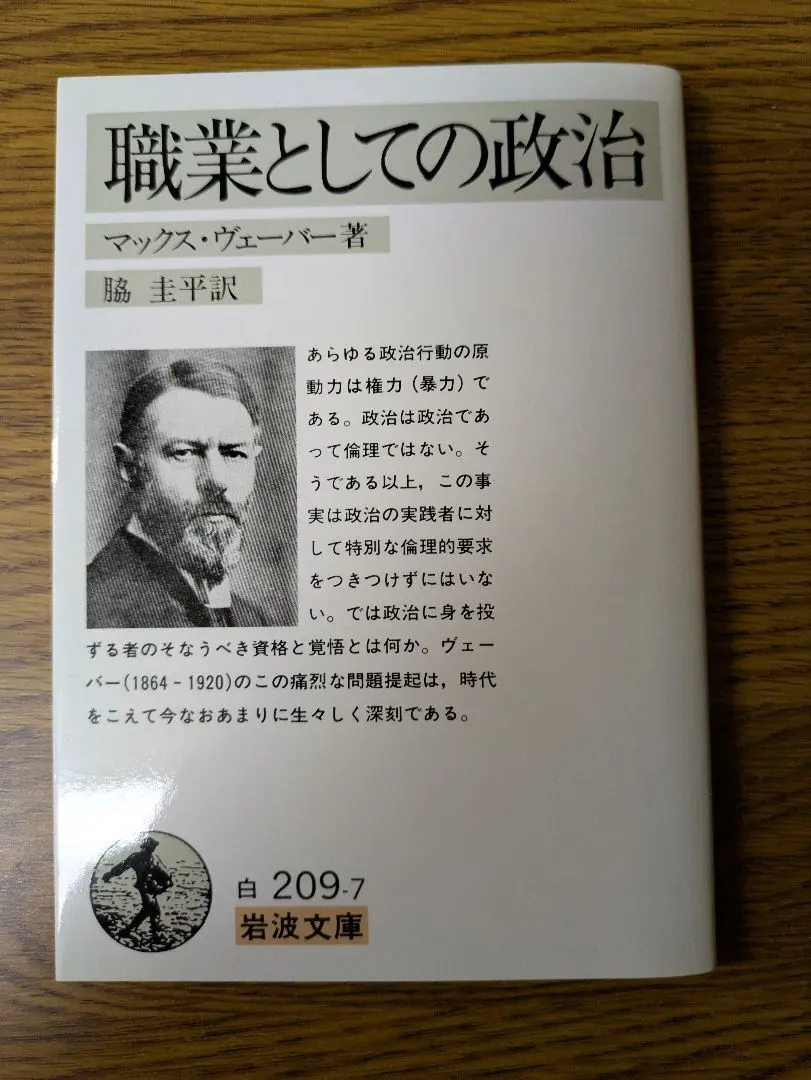 職業としての政治
マックス・ヴェーバー著
脇 圭平訳
あらゆる政治行動の原
動力は権力（暴力）で
ある。政治は政治であ
って倫理ではない。そ
うである以上，この事
実は政治の実践者に対
して特別な倫理的要求
をつきつけずにはいな
い。では政治に身を投
ずる者のそなうべき資格と覚悟とは何か。ヴェー
バー(1864－1920)のこの痛烈な問題提起は，時代
をこえて今なおあまりに生々しく深刻である。
白 209-7
岩波文庫